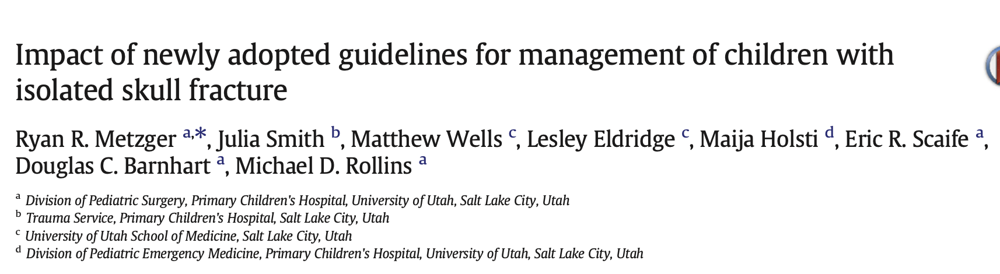 Impact of newly adopted guidelines for management of children with
isolated skull fracture
Ryan R. Metzger a,*, Julia Smith b, Matthew Wells c, Lesley Eldridge c, Maija Holsti d, Eric R. Scaife a,
Douglas C. Barnhart a, Michael D. Rollins a
a Division of Pediatric Surgery, Primary Children's Hospital, University of Utah, Salt Lake City, Utah
b Trauma Service, Primary Children's Hospital, Salt Lake City, Utah
c University of Utah School of Medicine, Salt Lake City, Utah
d Division of Pediatric Emergency Medicine, Primary Children's Hospital, University of Utah, Salt Lake City, Utah